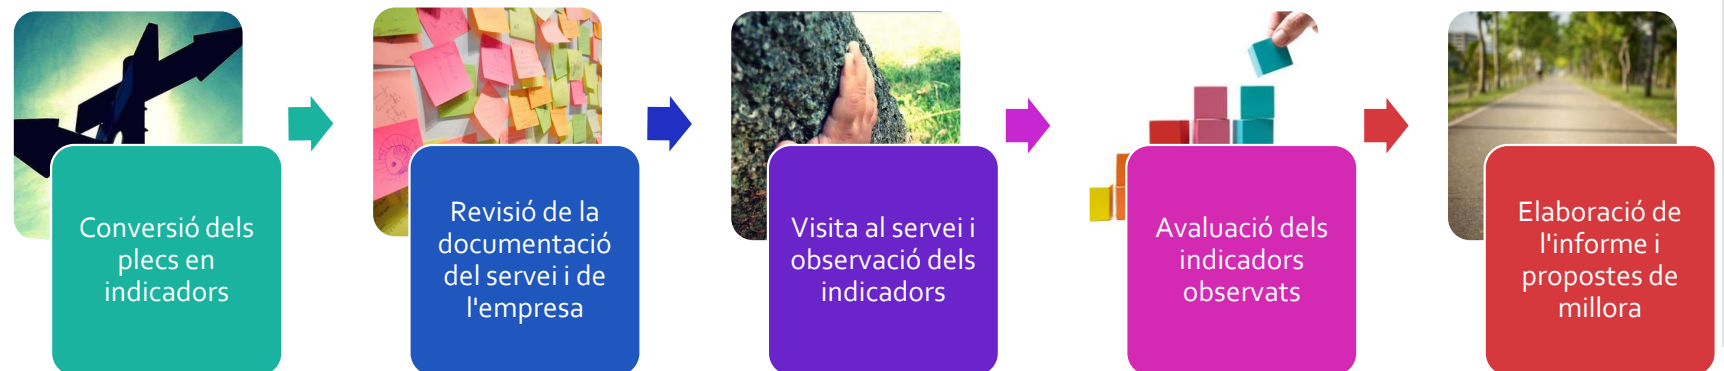 Conversió dels
plecs en
indicadors
Revisió de la
documentació
del servei i de
l'empresa
Visita al servei i
observació dels
indicadors
Avaluació dels
indicadors
observats
Elaboració de
l'informe i
propostes de
millora